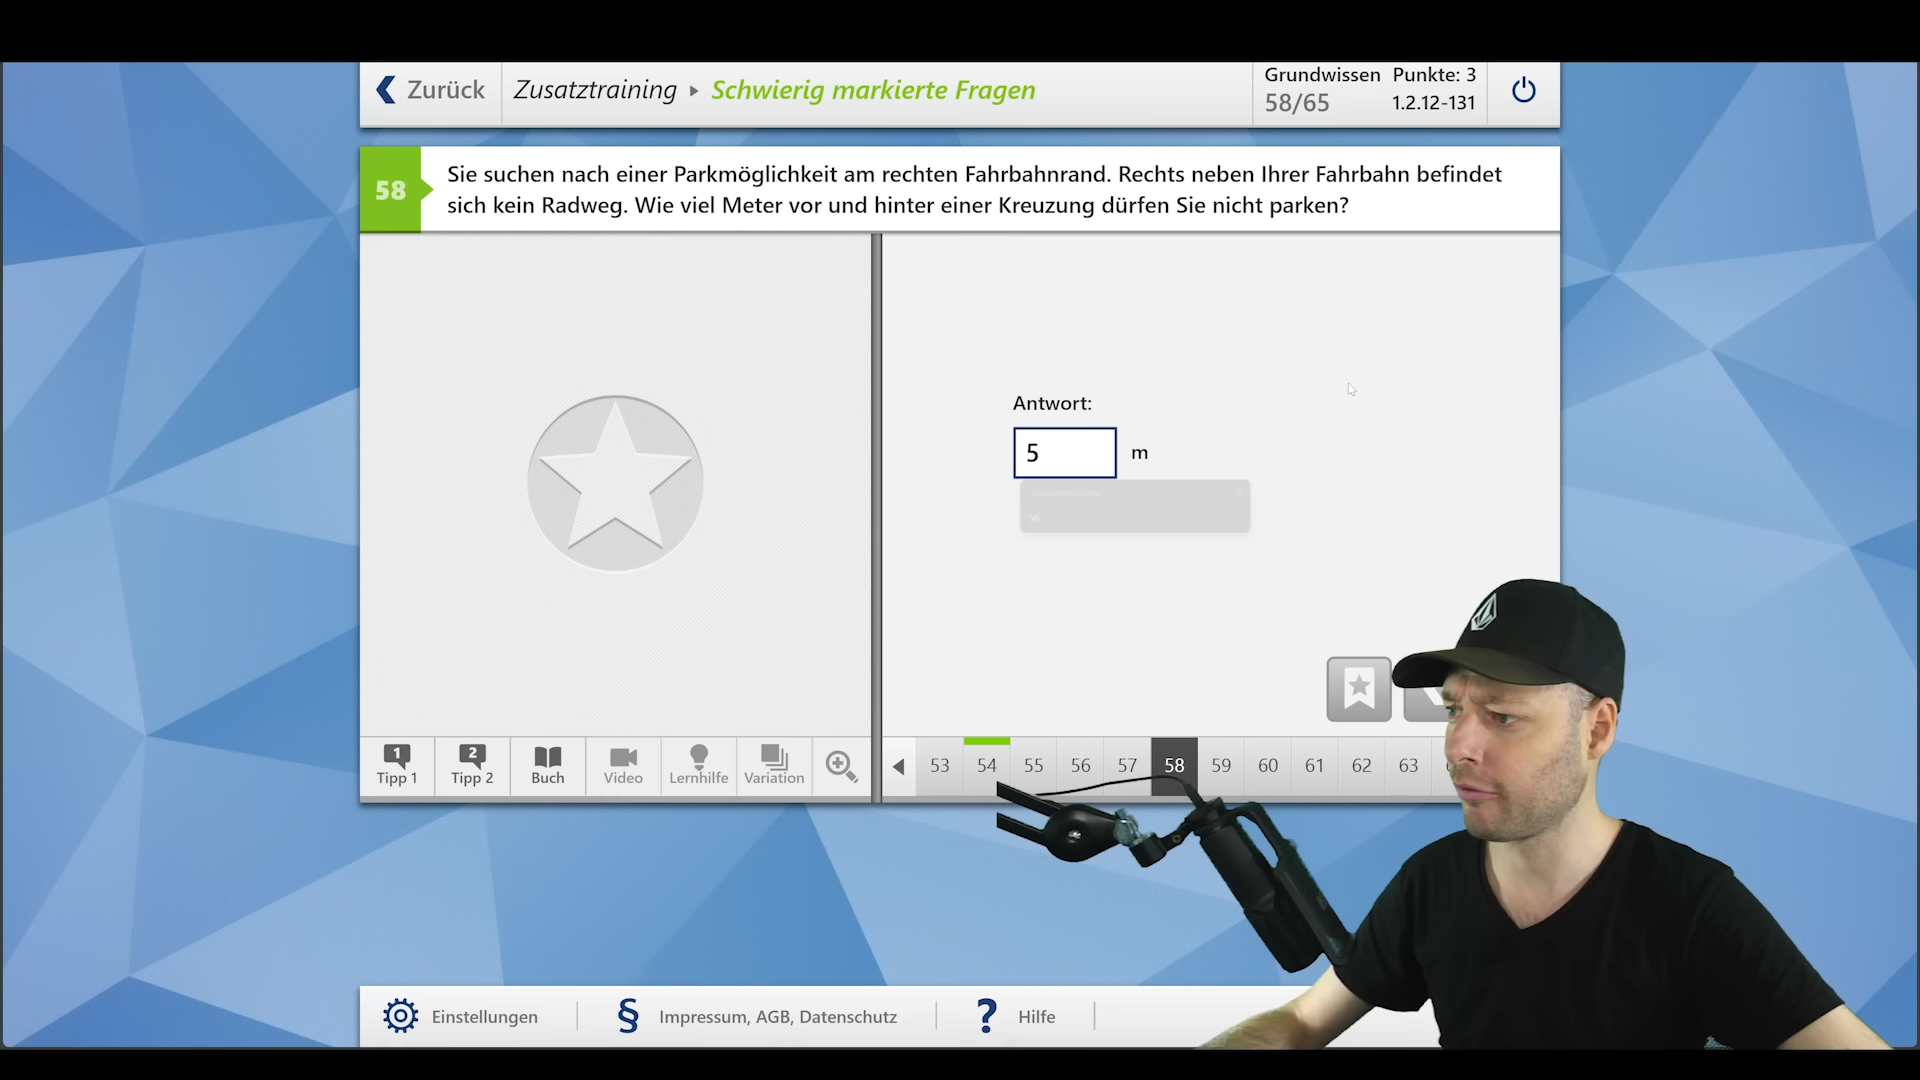 Zurück
Zusatztraining
Schwierig markierte Fragen
Grundwissen Punkte: 3
58/65 1.2.12-131
58
Sie suchen nach einer Parkmöglichkeit am rechten Fahrbahnrand. Rechts neben Ihrer Fahrbahn befindet
sich kein Radweg. Wie viel Meter vor und hinter einer Kreuzung dürfen Sie nicht parken?
Antwort:
5 m
1 2
Tipp 1 Tipp 2 Buch Video Lernhilfe Variation
53 54 55 56 57 58 59 60 61 62 63
Einstellungen
§ Impressum, AGB, Datenschutz
? Hilfe